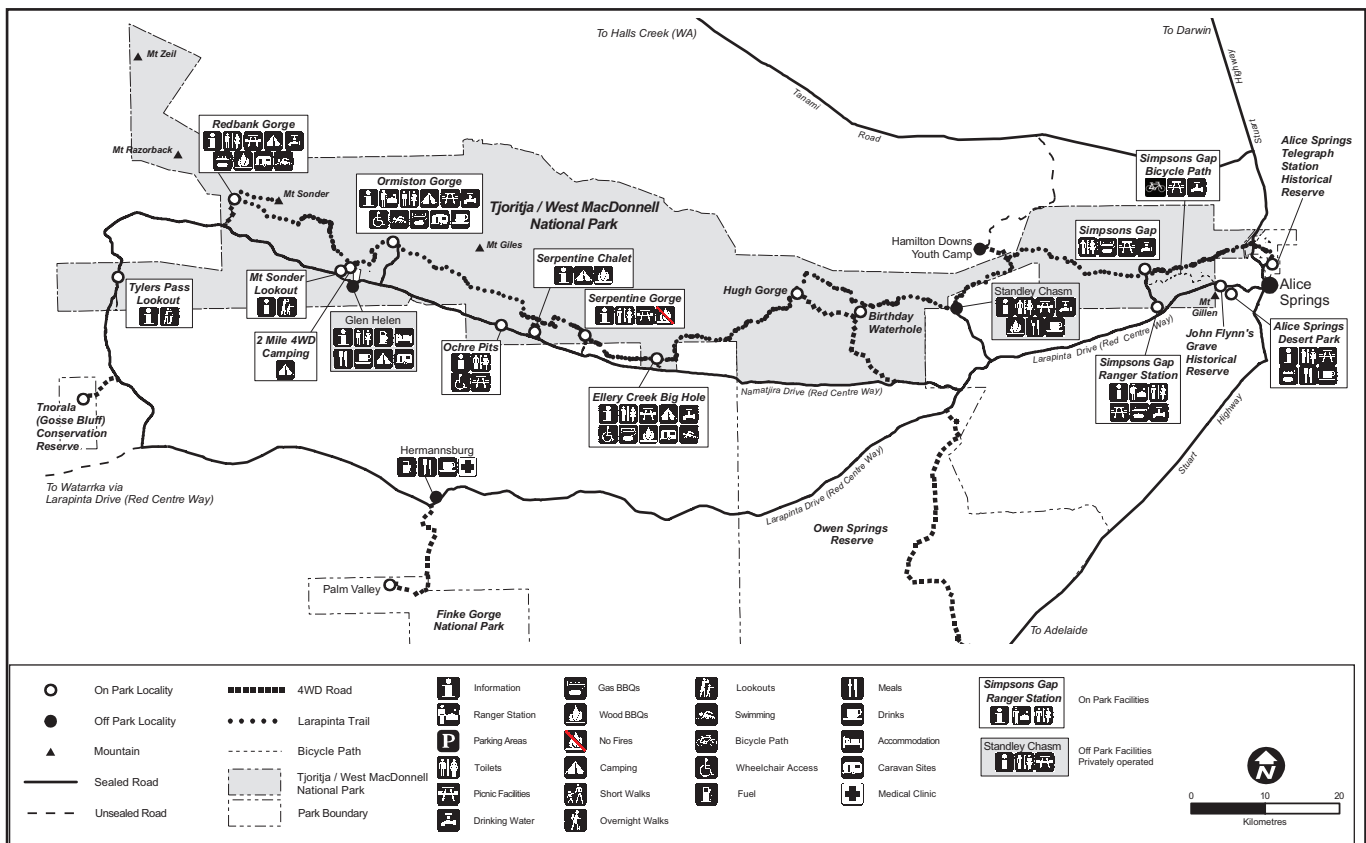 To Halls Creek (WA)
To Darwin
Mt Zeil
Tanami
Road
Stuart
Highway
Redbank Gorge
Mt Razorback
Mt Sonder
Ormiston Gorge
Tjoritja / West MacDonnell
National Park
Mt Giles
Simpsons Gap
Bicycle Path
Alice Springs
Telegraph
Station
Historical
Reserve
Simpsons Gap
Hamilton Downs
Youth Camp
Serpentine Chalet
Mt Sonder
Lookout
Tylers Pass
Lookout
Glen Helen
2 Mile 4WD
Camping
Serpentine Gorge
Hugh Gorge
Birthday
Waterhole
Standley Chasm
Alice
Springs
Mt
Gillen
Ochre Pits
Larapinta Drive (Red Centre Way)
John Flynn's
Grave
Historical
Reserve
Alice Springs
Desert Park
Simpsons Gap
Ranger Station
Ellery Creek Big Hole
Namatjira Drive (Red Centre Way)
Tnorala
(Gosse Bluff)
Conservation
Reserve
Stuart
Highway
Hermannsburg
To Watarrka via
Larapinta Drive (Red Centre Way)
Larapinta Drive (Red Centre Way)
Owen Springs
Reserve
Palm Valley
Finke Gorge
National Park
To Adelaide
On Park Locality
Off Park Locality
Mountain
Sealed Road
Unsealed Road
4WD Road
Larapinta Trail
Bicycle Path
Tjoritja / West MacDonnell
National Park
Park Boundary
Information
Ranger Station
P Parking Areas
Toilets
Picnic Facilities
Drinking Water
Gas BBQs
Wood BBQs
No Fires
Camping
Short Walks
Overnight Walks
Lookouts
Swimming
Bicycle Path
Wheelchair Access
Fuel
Meals
Drinks
Accommodation
Caravan Sites
Medical Clinic
Simpsons Gap
Ranger Station
On Park Facilities
Standley Chasm
Off Park Facilities
Privately operated
N
0 10 20
Kilometres